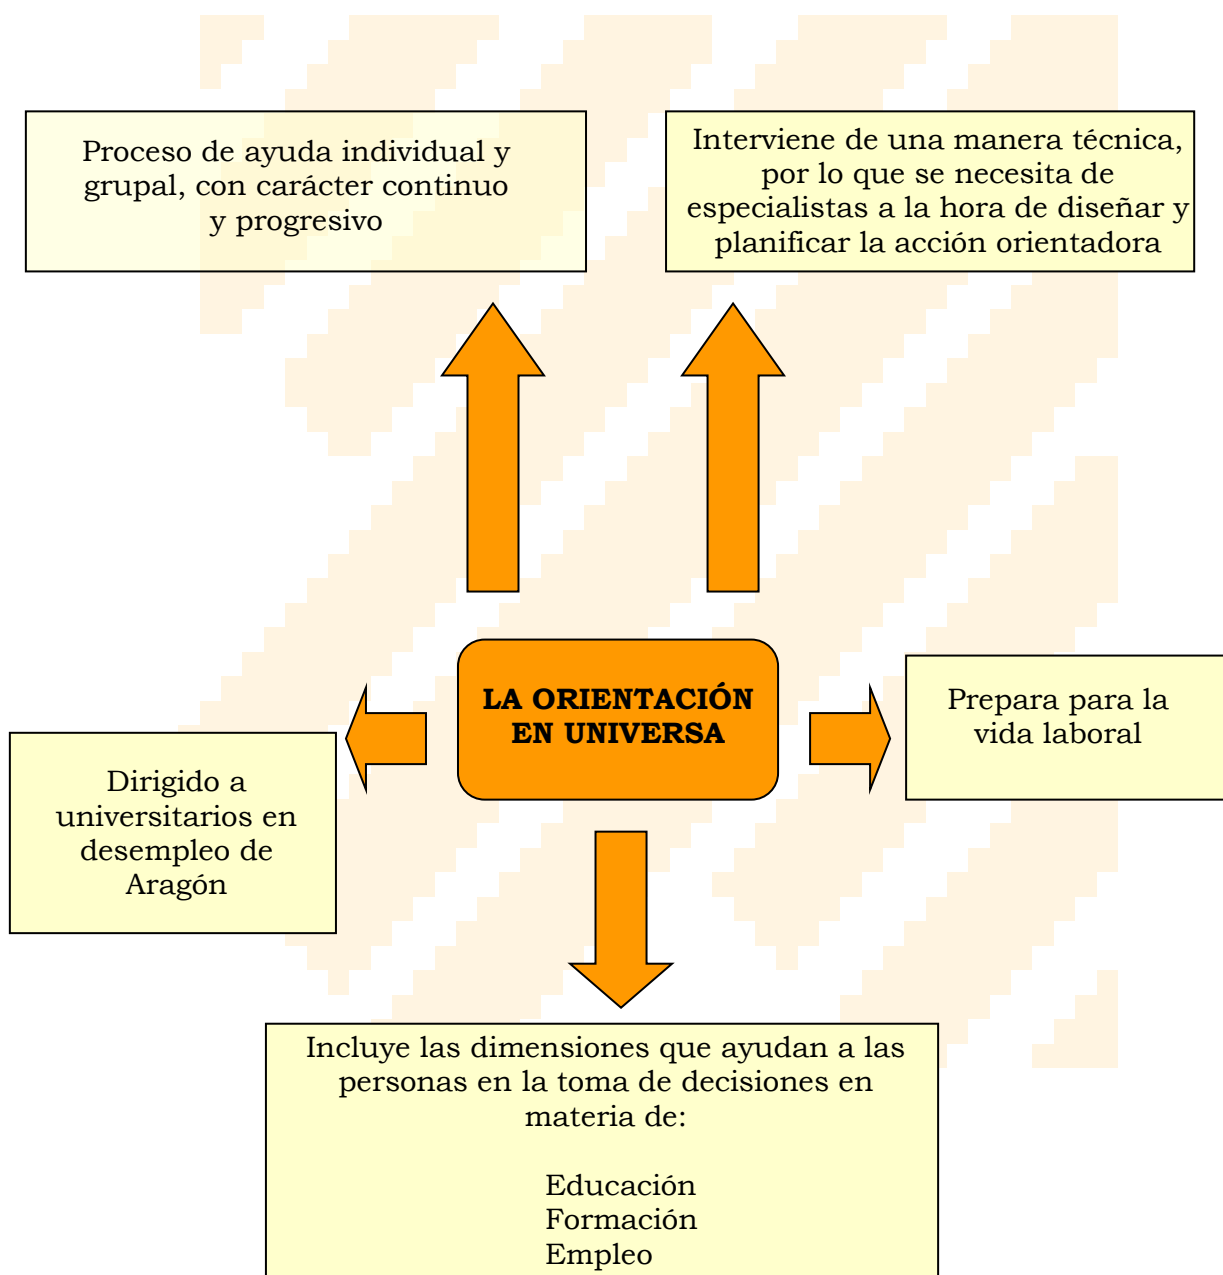 Proceso de ayuda individual y
grupal, con carácter continuo
y progresivo
Interviene de una manera técnica,
por lo que se necesita de
especialistas a la hora de diseñar y
planificar la acción orientadora
LA ORIENTACIÓN
EN UNIVERSA
Prepara para la
vida laboral
Dirigido a
universitarios en
desempleo de
Aragón
Incluye las dimensiones que ayudan a las
personas en la toma de decisiones en
materia de:
Educación
Formación
Empleo